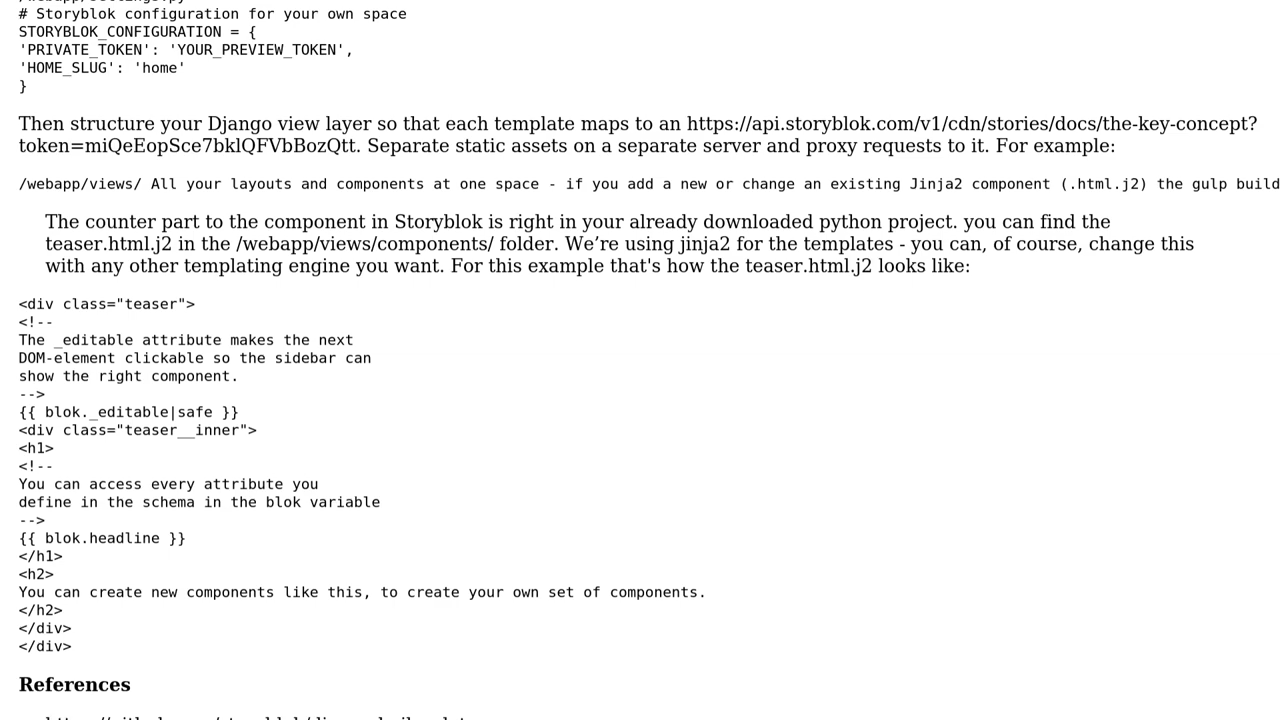 # Storyblok configuration for your own space
STORYBLOK_CONFIGURATION = {
'PRIVATE_TOKEN': 'YOUR_PREVIEW_TOKEN',
'HOME_SLUG': 'home'
}
Then structure your Django view layer so that each template maps to an https://api.storyblok.com/v1/cdn/stories/docs/the-key-concept?
token=miQeEopSce7bklQFVbBozQtt. Separate static assets on a separate server and proxy requests to it. For example:
/webapp/views/ All your layouts and components at one space - if you add a new or change an existing Jinja2 component (.html.j2) the gulp build
The counter part to the component in Storyblok is right in your already downloaded python project. you can find the
teaser.html.j2 in the /webapp/views/components/ folder. We’re using jinja2 for the templates - you can, of course, change this
with any other templating engine you want. For this example that's how the teaser.html.j2 looks like:
<div class="teaser">
<!--
The _editable attribute makes the next
DOM-element clickable so the sidebar can
show the right component.
-->
{{ blok._editable|safe }}
<div class="teaser__inner">
<h1>
<!--
You can access every attribute you
define in the schema in the blok variable
-->
{{ blok.headline }}
</h1>
<h2>
You can create new components like this, to create your own set of components.
</h2>
</div>
</div>
References